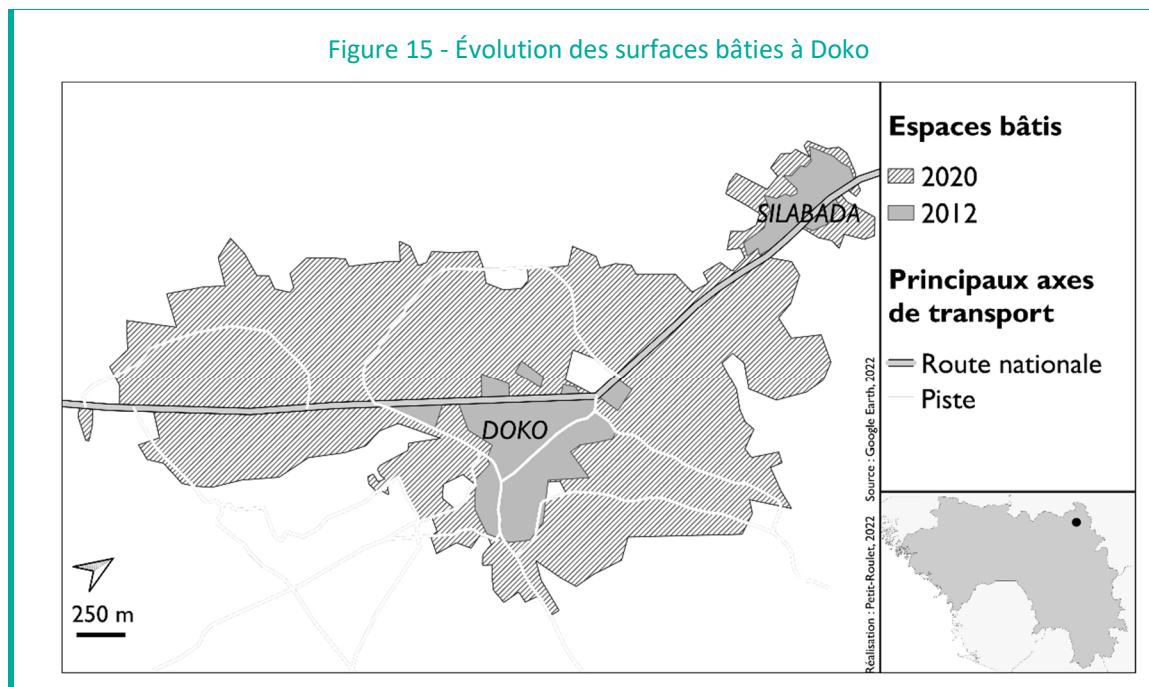 Figure 15 - Évolution des surfaces bâties à Doko
SILABADA
DOKO
250 m
Espaces bâtis
2020
2012
Principaux axes
de transport
Route nationale
Piste
Réalisation : Petit-Roulet, 2022 Source : Google Earth, 2022